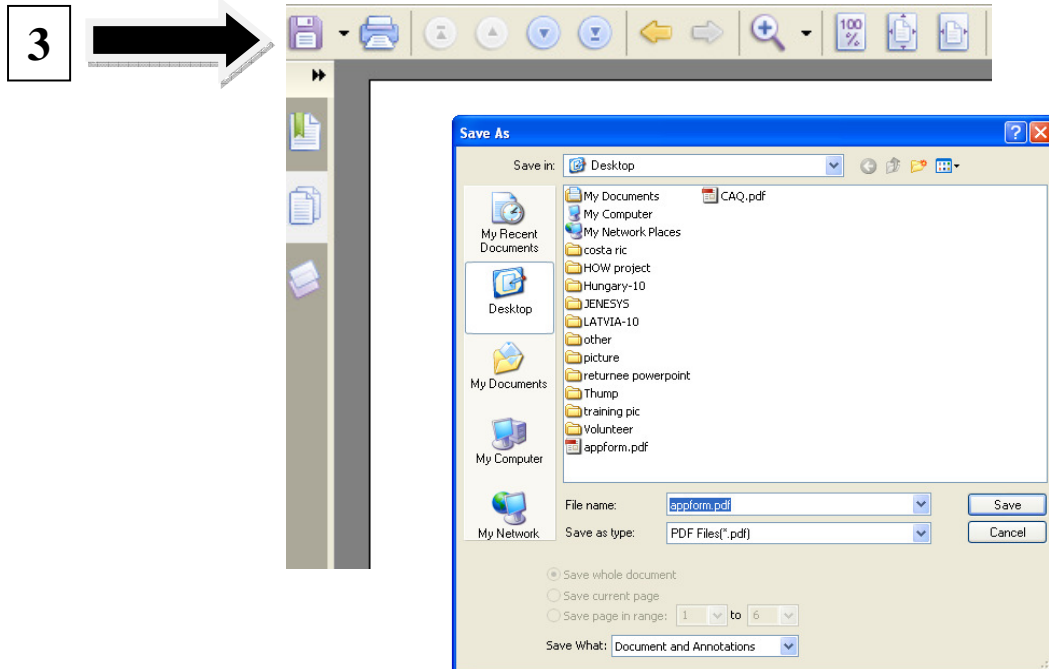 3
100
%
Save As
Save in: Desktop
My Recent Documents
Desktop
My Documents
My Computer
My Network
My Documents
My Computer
My Network Places
costa ric
HOW project
Hungary-10
JENESYS
LATVIA-10
other
picture
returnee powerpoint
Thump
training pic
Volunteer
appform.pdf
CAQ.pdf
File name: appform.pdf Save
Save as type: PDF Files(*.pdf) Cancel
Save whole document
Save current page
Save page in range: 1 to 6
Save What: Document and Annotations